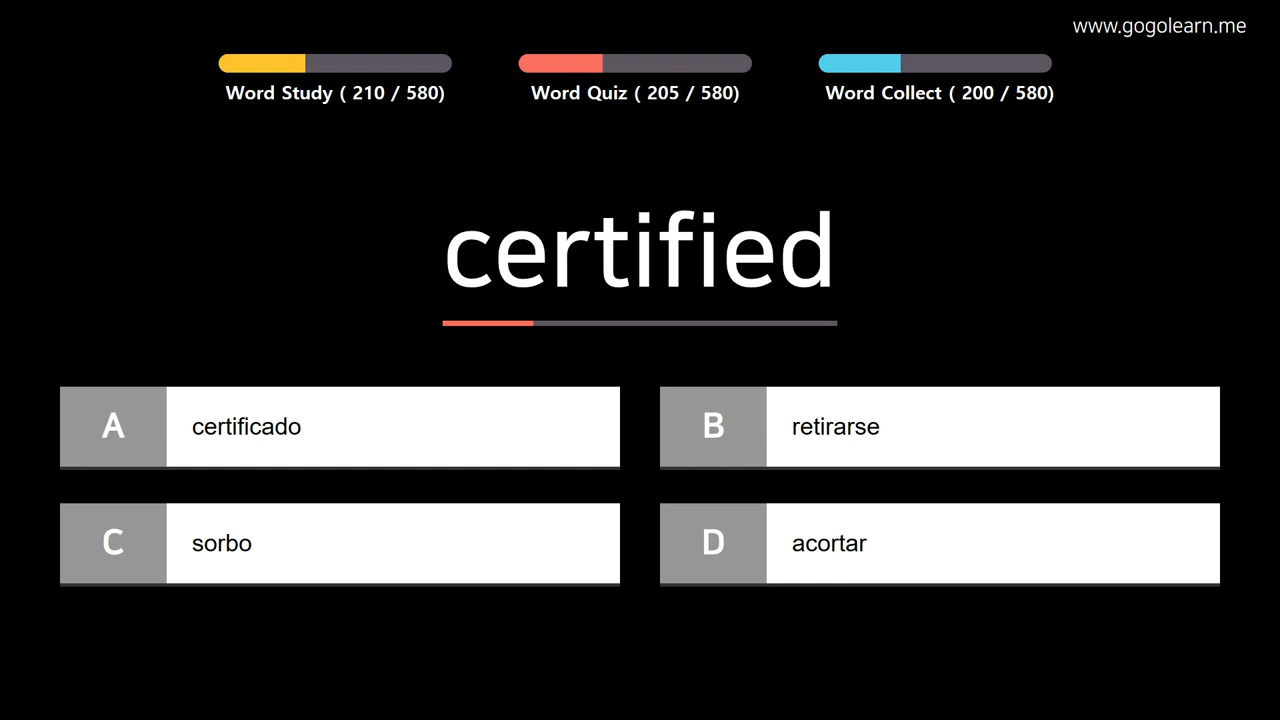 www.gogolearn.me
Word Study ( 210 / 580)
Word Quiz ( 205 / 580)
Word Collect ( 200 / 580)
certified
A certificado
B retirarse
C sorbo
D acortar